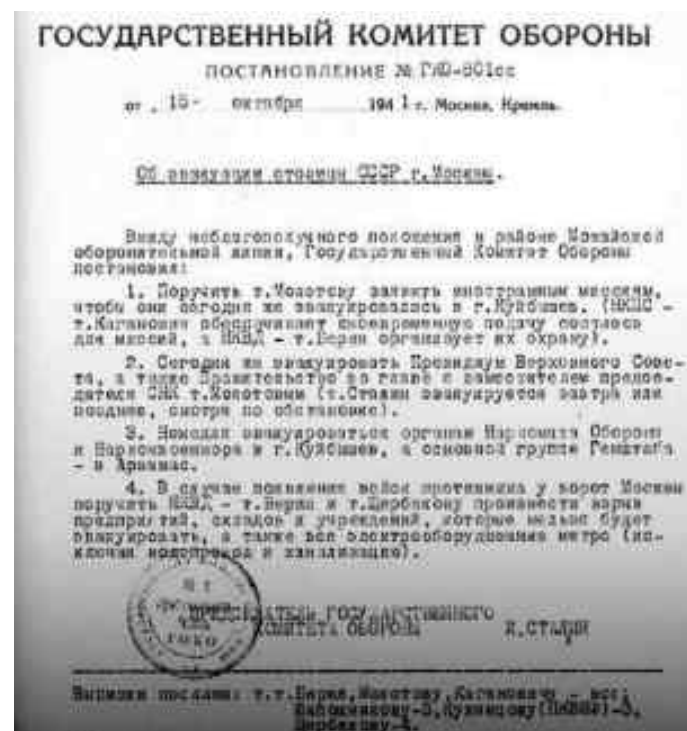 ГОСУДАРСТВЕННЫЙ КОМИТЕТ ОБОРОНЫ
ПОСТАНОВЛЕНИЕ № ГКО-801сс
от 15- октября 1941 г. Москва, Кремль.
Об эвакуации столицы СССР г.Москвы.
Ввиду неблагополучного положения в районе Можайской
оборонительной линии, Государственный Комитет Обороны
постановил:
1. Поручить т.Молотову заявить иностранным миссиям,
чтобы они сегодня же эвакуировались в г.Куйбышев. (НКПС -
т.Каганович обеспечивает своевременную подачу составов
для миссий, а НКВД - т.Берия организует их охрану).
2. Сегодня же эвакуировать Президиум Верховного Сове-
та, а также Правительство во главе с заместителем предсе-
дателя СНК т.Молотовым (т.Сталин эвакуируется завтра или
позднее, смотря по обстановке).
3. Немедля эвакуироваться органам Наркомата Обороны
и Наркомвоенмора в г.Куйбышев, а основной группе Генштаба
- в Арзамас.
4. В случае появления войск противника у ворот Москвы
поручить НКВД - т.Берия и т.Щербакову произвести взрыв
предприятий, складов и учреждений, которые нельзя будет
эвакуировать, а также все электрооборудование метро (ис-
ключая водопровод и канализацию).
ПРЕДСЕДАТЕЛЬ ГОСУДАРСТВЕННОГО
КОМИТЕТА ОБОРОНЫ И.СТАЛИН
Выписки посланы: т.т.Берия, Молотову, Кагановичу - все;
Кузнецову
Щербакову-4.